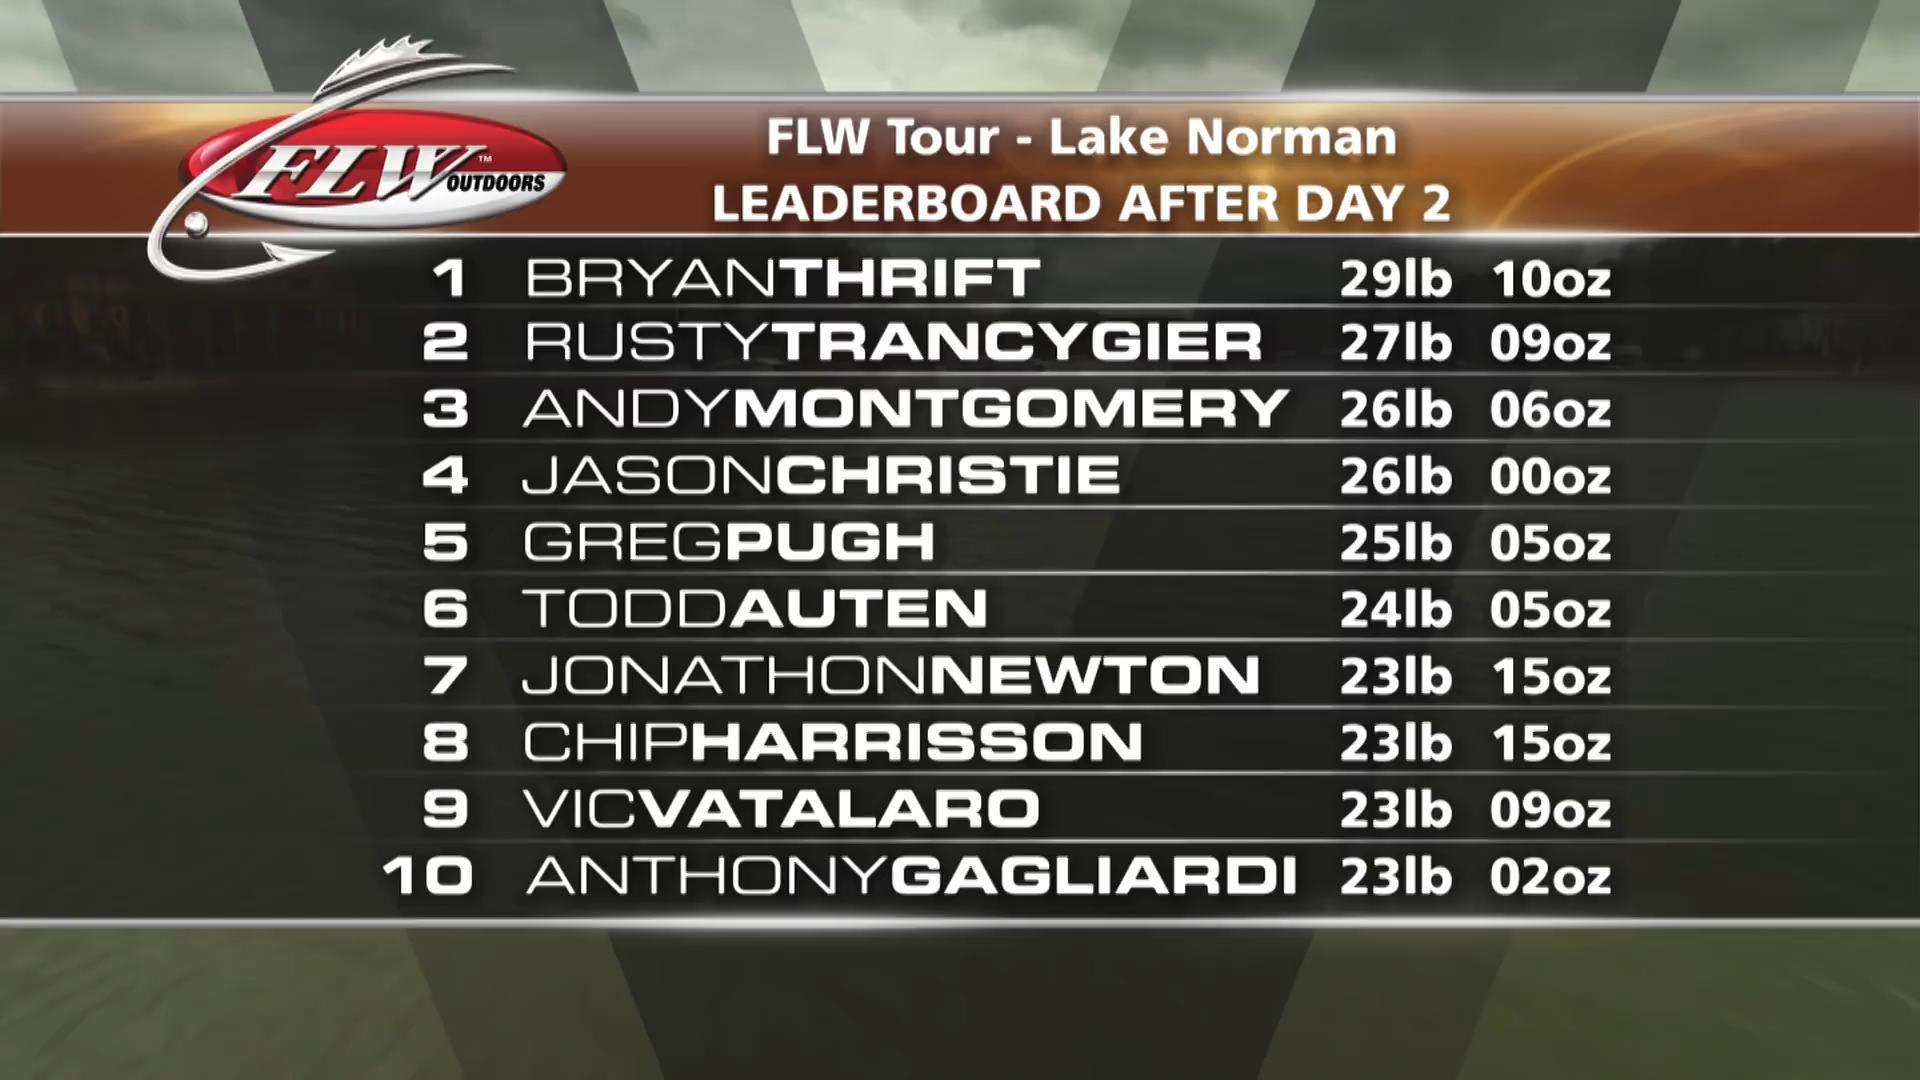 FLW™ OUTDOORS
FLW Tour - Lake Norman
LEADERBOARD AFTER DAY 2
1 BRYANTHRIFT 29lb 10oz
2 RUSTYTRANCYGIER 27lb 09oz
3 ANDYMONTGOMERY 26lb 06oz
4 JASONCHRISTIE 26lb 00oz
5 GREGPUGH 25lb 05oz
6 TODDAUTEN 24lb 05oz
7 JONATHONNEWTON 23lb 15oz
8 CHIPHARRISSON 23lb 15oz
9 VICVATALARO 23lb 09oz
10 ANTHONYGAGLIARDI 23lb 02oz